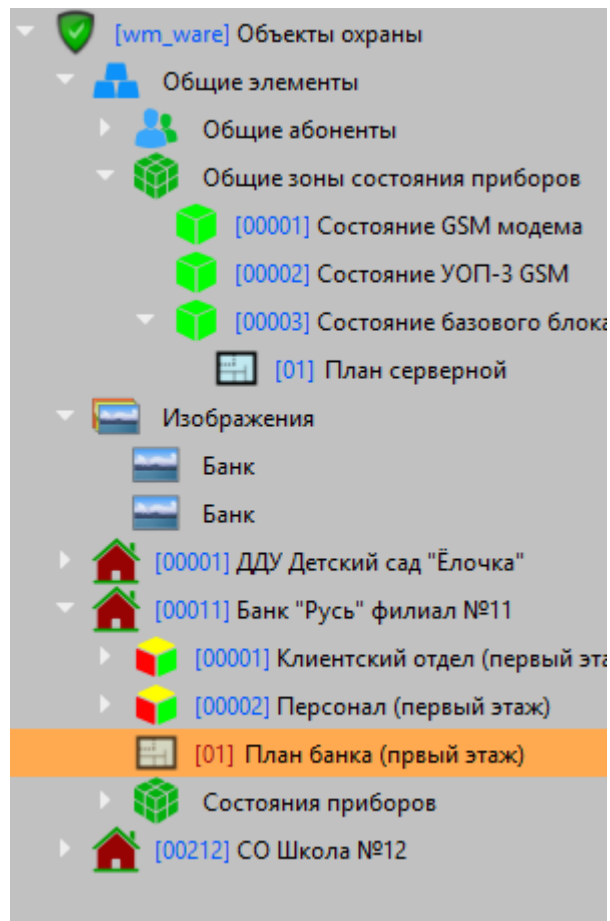 [wm_ware] Объекты охраны
Общие элементы
Общие абоненты
Общие зоны состояния приборов
[00001] Состояние GSM модема
[00002] Состояние УОП-3 GSM
[00003] Состояние базового блока
[01] План серверной
Изображения
Банк
Банк
[00001] ДДУ Детский сад "Ёлочка"
[00011] Банк "Русь" филиал №11
[00001] Клиентский отдел (первый эта
[00002] Персонал (первый этаж)
[01] План банка (првый этаж)
Состояния приборов
[00212] СО Школа №12